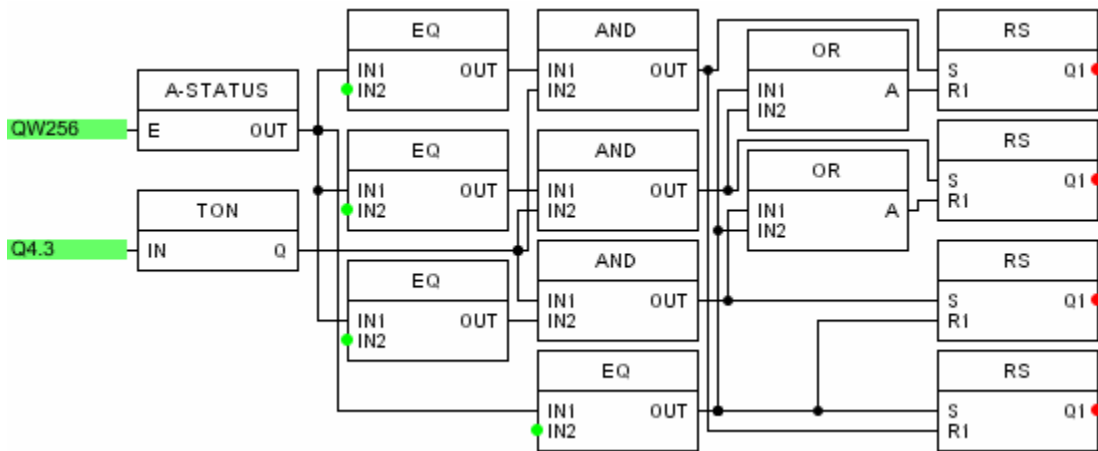 EQ AND RS
OR
IN1 OUT IN1 OUT S Q1
IN2 IN2 R1
A-STATUS IN1 A
IN2
QW256 E OUT
EQ AND RS
OR
IN1 OUT IN1 OUT S Q1
IN2 IN2 R1
TON IN1 A
IN2
Q4.3 IN Q
EQ AND RS
IN1 OUT IN1 OUT S Q1
IN2 IN2 R1
EQ RS
IN1 OUT S Q1
IN2 R1